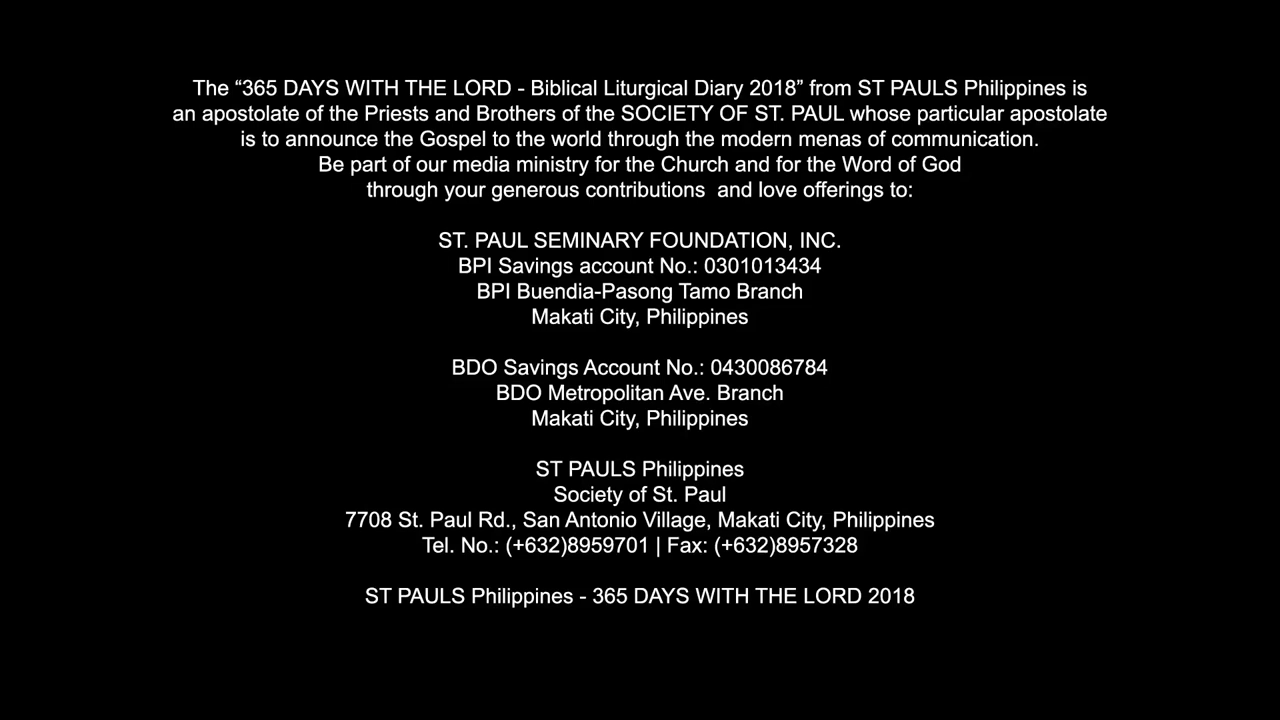 The “365 DAYS WITH THE LORD - Biblical Liturgical Diary 2018” from ST PAULS Philippines is
an apostolate of the Priests and Brothers of the SOCIETY OF ST. PAUL whose particular apostolate
is to announce the Gospel to the world through the modern menas of communication.
Be part of our media ministry for the Church and for the Word of God
through your generous contributions  and love offerings to:
ST. PAUL SEMINARY FOUNDATION, INC.
BPI Savings account No.: 0301013434
BPI Buendia-Pasong Tamo Branch
Makati City, Philippines
BDO Savings Account No.: 0430086784
BDO Metropolitan Ave. Branch
Makati City, Philippines
ST PAULS Philippines
Society of St. Paul
7708 St. Paul Rd., San Antonio Village, Makati City, Philippines
Tel. No.: (+632)8959701 | Fax: (+632)8957328
ST PAULS Philippines - 365 DAYS WITH THE LORD 2018